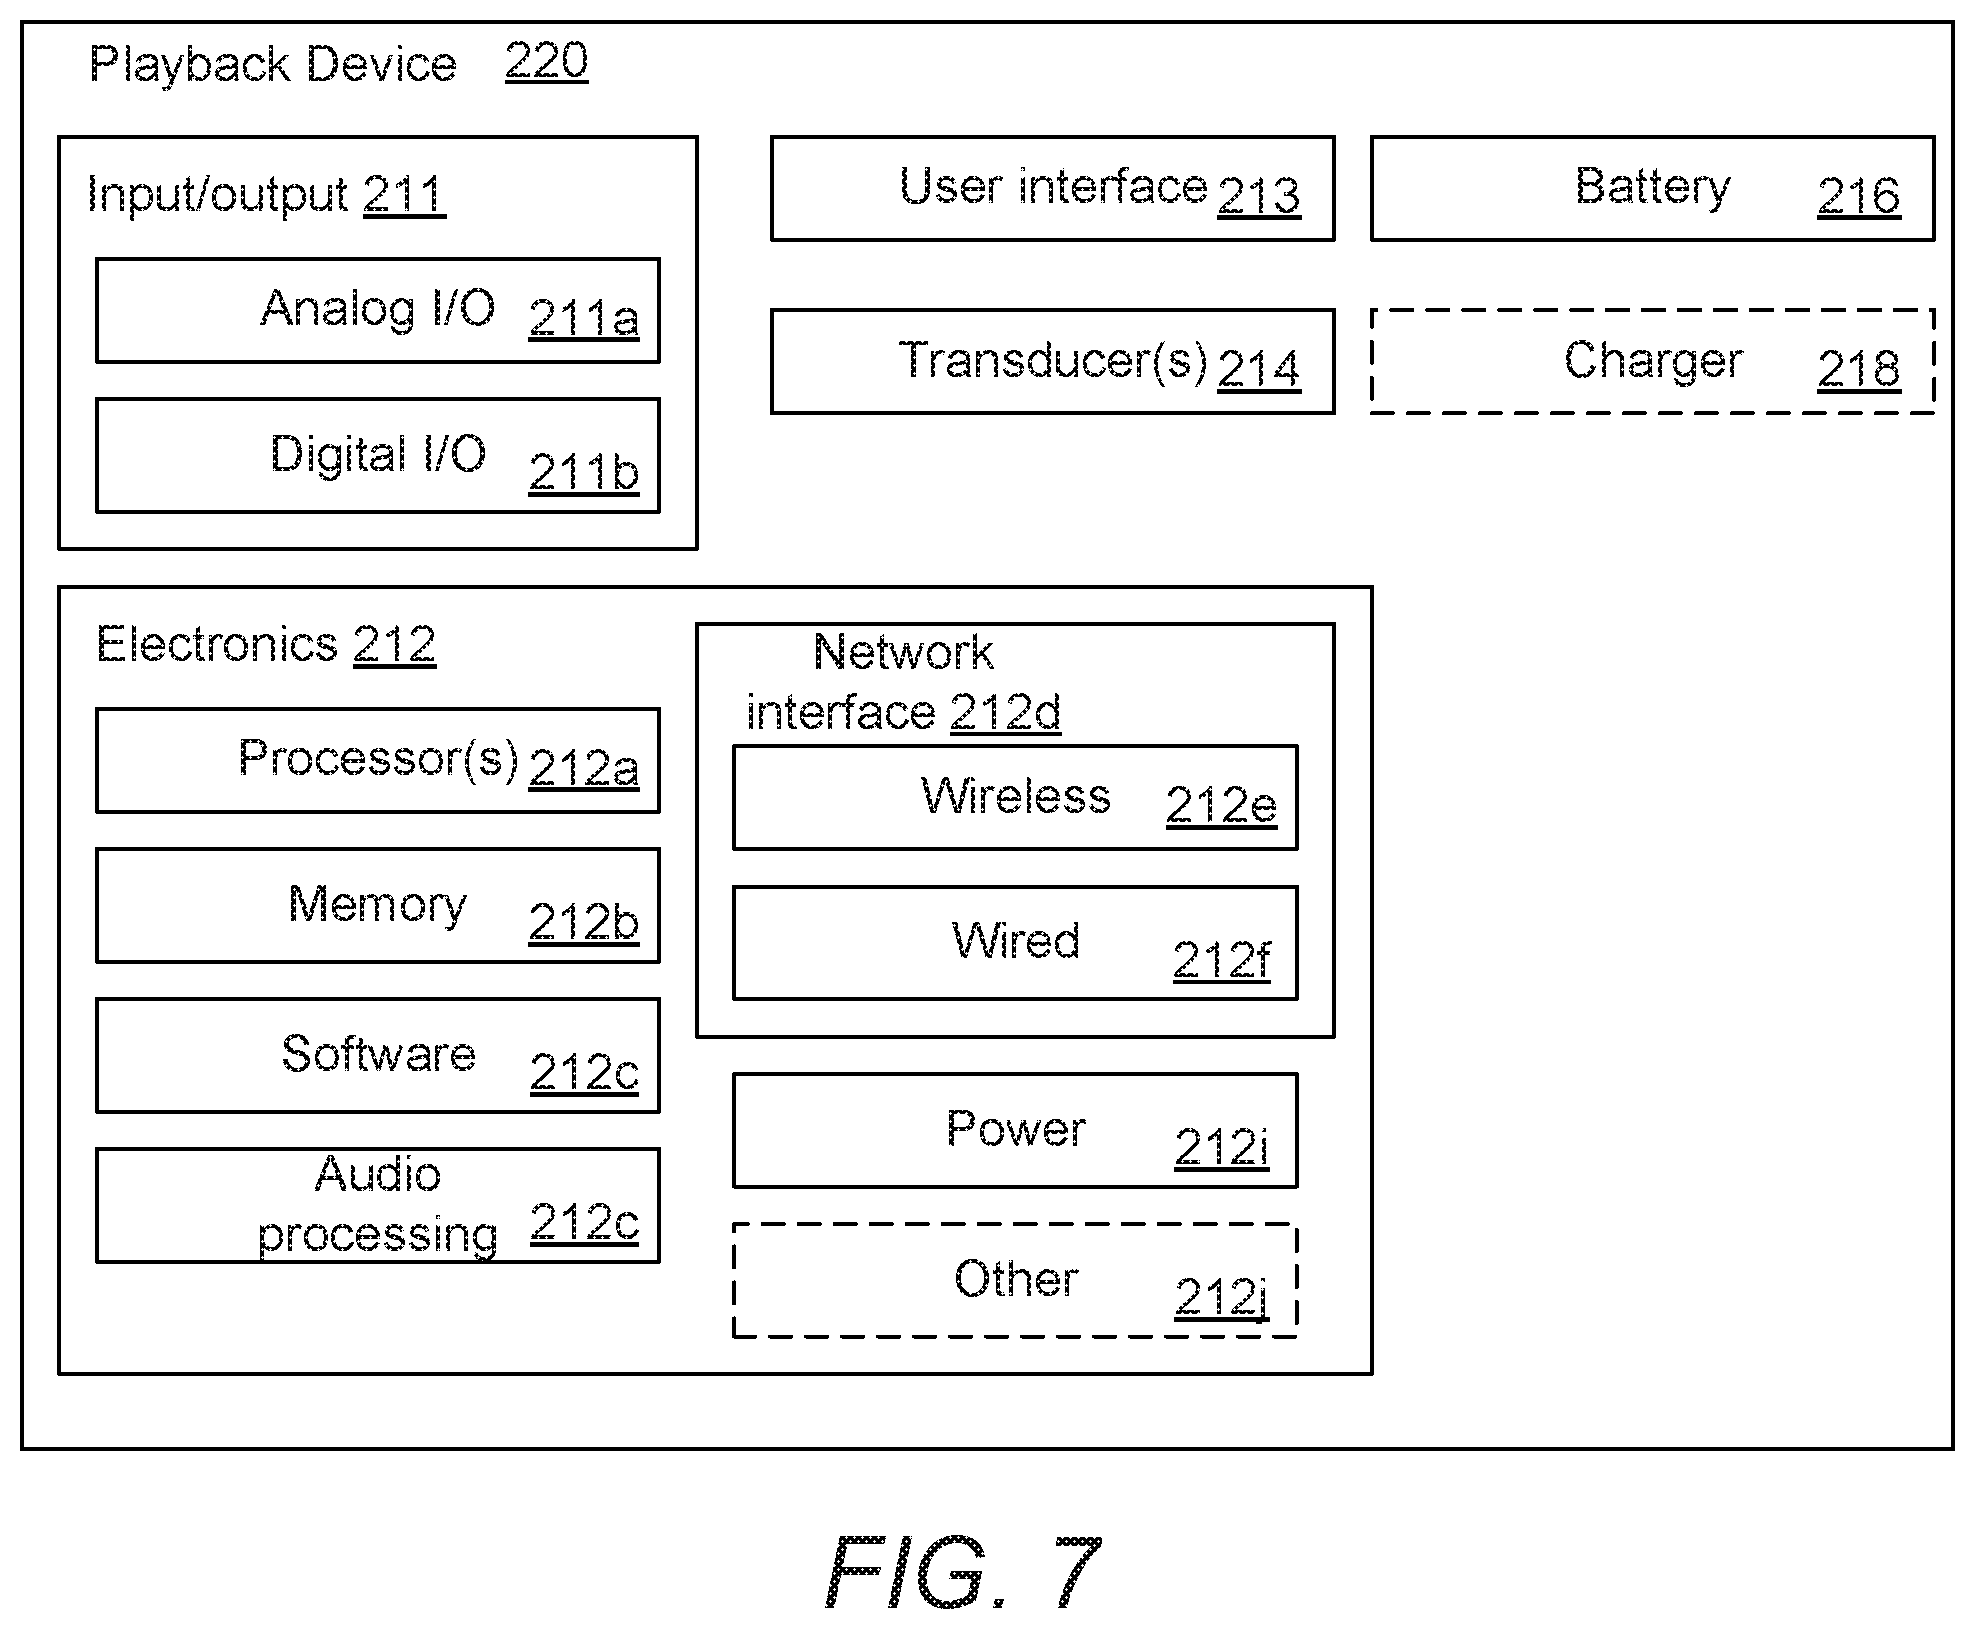 Playback Device 220
Input/output 211
Analog I/O 211a
Digital I/O 211b
User interface 213
Battery 216
Transducer(s) 214
Charger 218
Electronics 212
Processor(s) 212a
Memory 212b
Software 212c
Audio
processing 212c
Network
interface 212d
Wireless 212e
Wired 212f
Power 212i
Other 212j
FIG. 7